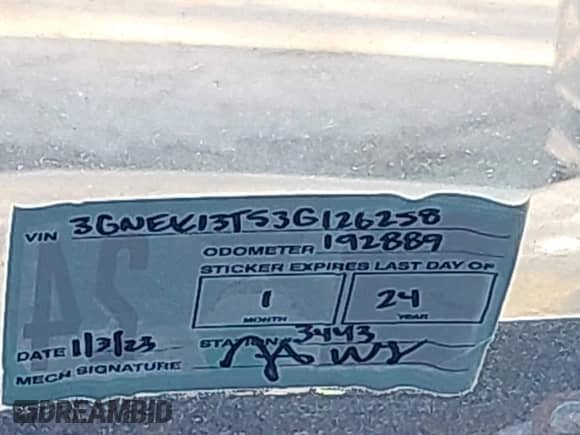 VIN 3GNEK13T53G126258
ODOMETER 192889
STICKER EXPIRES LAST DAY OF
1 24
MONTH YEAR
DATE 1/3/23 STATION 3443
MECH SIGNATURE
DREAMBID